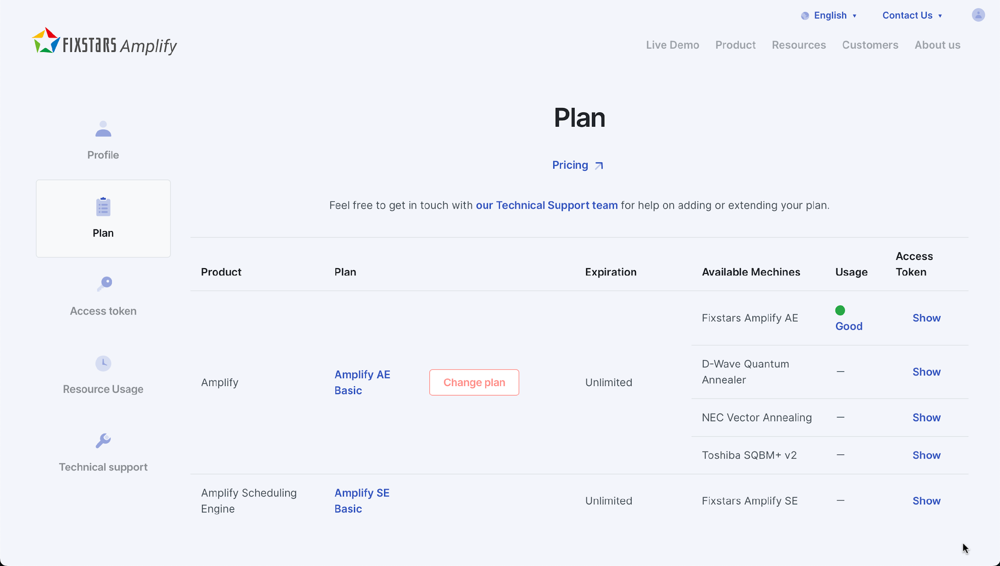 English ▼ Contact Us ▼
FIXSTARS Amplify
Live Demo Product Resources Customers About us
Profile
Plan
Access token
Resource Usage
Technical support
Plan
Pricing
Feel free to get in touch with our Technical Support team for help on adding or extending your plan.
Product Plan Expiration Available Mechines Usage Access
Token
Amplify
Amplify AE
Basic
Change plan
Unlimited
Fixstars Amplify AE
Good
Show
D-Wave Quantum
Annealer
—
Show
NEC Vector Annealing — Show
Toshiba SQBM+ v2 — Show
Amplify Scheduling
Engine
Amplify SE
Basic
Unlimited
Fixstars Amplify SE — Show